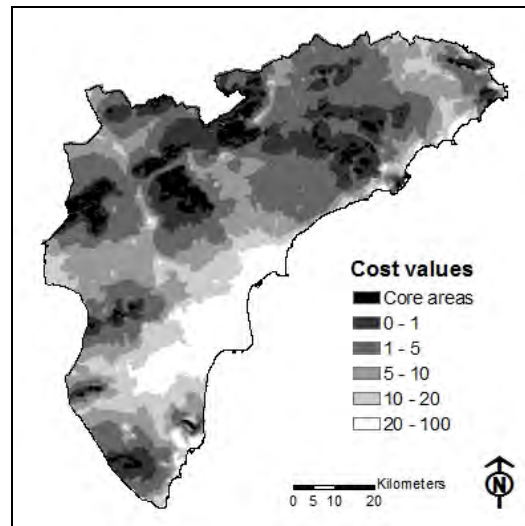 Cost values
Core areas
0 - 1
1 - 5
5 - 10
10 - 20
20 - 100
Kilometers
0 5 10 20
N